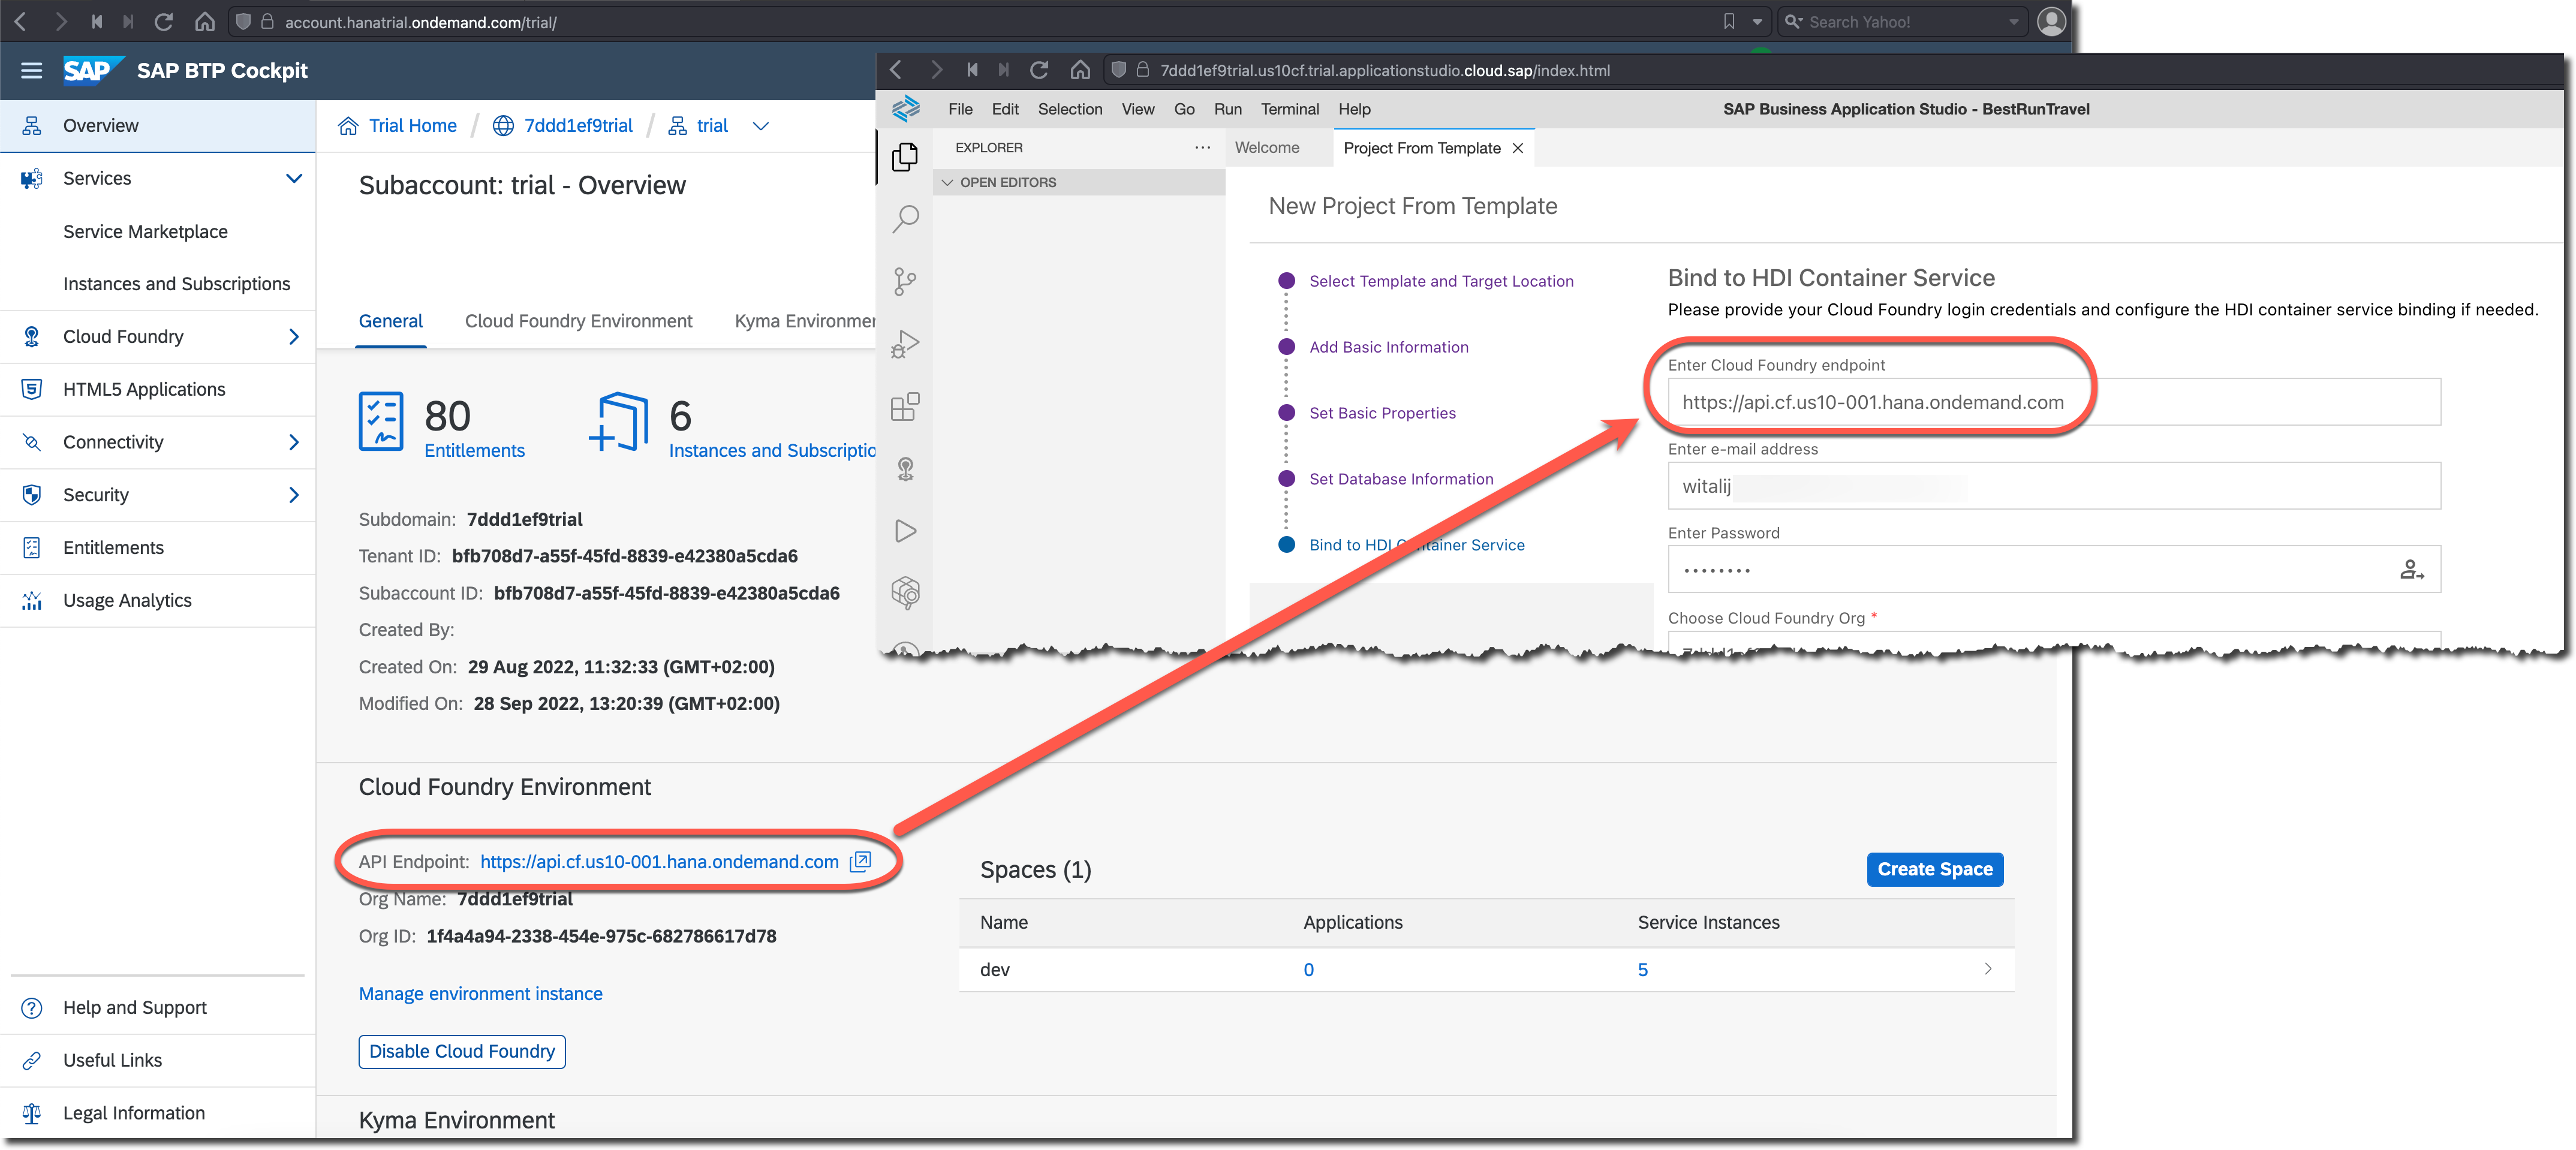 account.hanatrial.ondemand.com/trial/
Search Yahoo!
SAP SAP BTP Cockpit
Overview
Services
Service Marketplace
Instances and Subscriptions
Cloud Foundry
HTML5 Applications
Connectivity
Security
Entitlements
Usage Analytics
Help and Support
Useful Links
Legal Information
Trial Home / 7ddd1ef9trial / trial
Subaccount: trial - Overview
General Cloud Foundry Environment Kyma
80
Entitlements
6
Instances and
Subdomain: 7ddd1ef9trial
Tenant ID: bfb708d7-a55f-45fd-8839-e42380a5cda6
Subaccount ID: bfb708d7-a55f-45fd-8839-e42380a5cda6
Created By:
Created On: 29 Aug 2022, 11:32:33 (GMT+02:00)
Modified On: 28 Sep 2022, 13:20:39 (GMT+02:00)
Cloud Foundry Environment
API Endpoint: https://api.cf.us10-001.hana.ondemand.com
Org Name: 7ddd1ef9trial
Org ID: 1f4a4a94-2338-454e-975c-682786617d78
Manage environment instance
Disable Cloud Foundry
Spaces (1)
Create Space
Name Applications Service Instances
dev 0 5
Kyma Environment
7ddd1ef9trial.us10cf.trial.applicationstudio.cloud.sap/index.html
File Edit Selection View Go Run Terminal Help
SAP Business Application Studio - BestRunTravel
EXPLORER
OPEN EDITORS
Welcome
Project From Template
New Project From Template
Select Template and Target Location
Add Basic Information
Set Basic Properties
Set Database Information
Bind to HDI Container Service
Bind to HDI Container Service
Please provide your Cloud Foundry login credentials and configure the HDI container service binding if needed.
Enter Cloud Foundry endpoint
https://api.cf.us10-001.hana.ondemand.com
Enter e-mail address
witalij
Enter Password
••••••••
Choose Cloud Foundry Org *